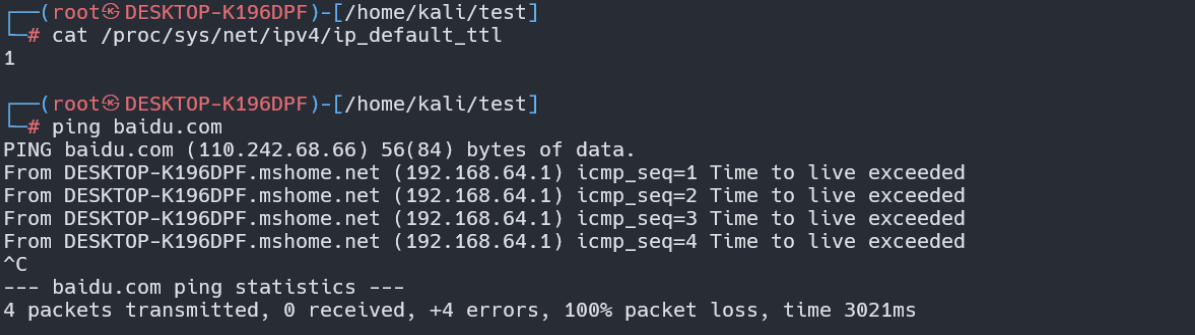 ┌──(root㉿DESKTOP-K196DPF)-[/home/kali/test]
└─# cat /proc/sys/net/ipv4/ip_default_ttl
1
┌──(root㉿DESKTOP-K196DPF)-[/home/kali/test]
└─# ping baidu.com
PING baidu.com (110.242.68.66) 56(84) bytes of data.
From DESKTOP-K196DPF.mshome.net (192.168.64.1) icmp_seq=1 Time to live exceeded
From DESKTOP-K196DPF.mshome.net (192.168.64.1) icmp_seq=2 Time to live exceeded
From DESKTOP-K196DPF.mshome.net (192.168.64.1) icmp_seq=3 Time to live exceeded
From DESKTOP-K196DPF.mshome.net (192.168.64.1) icmp_seq=4 Time to live exceeded
^C
--- baidu.com ping statistics ---
4 packets transmitted, 0 received, +4 errors, 100% packet loss, time 3021ms